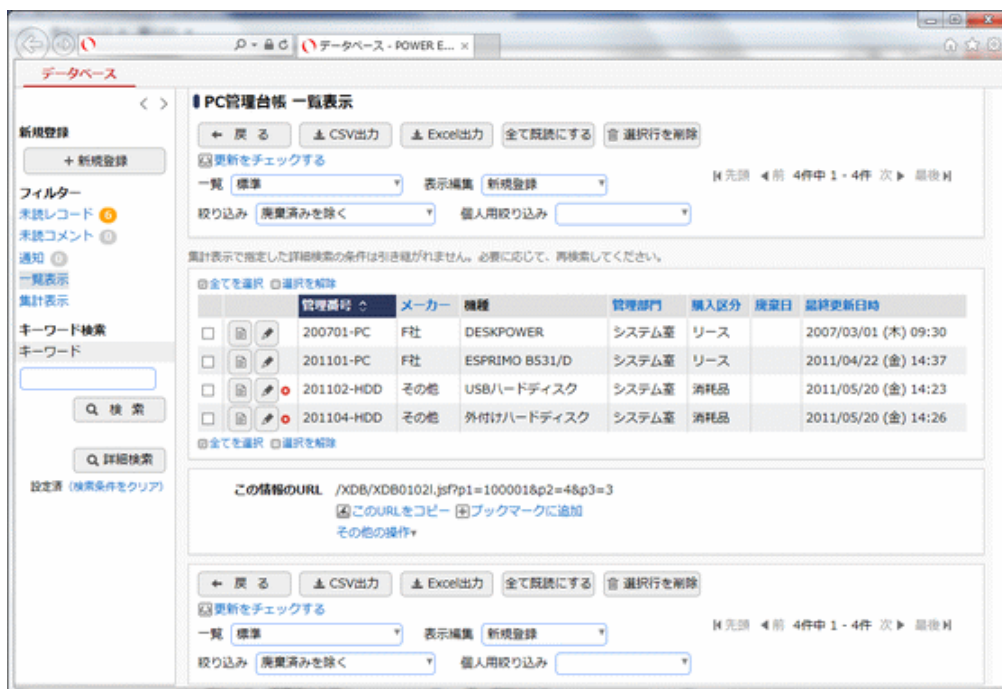 データベース - POWER E... ×
データベース
< >
新規登録
+ 新規登録
フィルター
未読レコード 6
未読コメント 0
通知 0
一覧表示
集計表示
キーワード検索
キーワード
検 索
詳細検索
設定済 (検索条件をクリア)
PC管理台帳 一覧表示
← 戻 る CSV出力 Excel出力 全て既読にする 選択行を削除
更新をチェックする
一覧 標準 表示編集 新規登録 先頭 ◀前 4件中 1 - 4件 次▶ 最後
絞り込み 廃棄済みを除く 個人用絞り込み
集計表示で指定した詳細検索の条件は引き継がれません。必要に応じて、再検索してください。
全てを選択 選択を解除
管理番号 メーカー 機種 管理部門 購入区分 廃棄日 最終更新日時
200701-PC F社 DESKPOWER システム室 リース 2007/03/01 (木) 09:30
201101-PC F社 ESPRIMO B531/D システム室 リース 2011/04/22 (金) 14:37
201102-HDD その他 USBハードディスク システム室 消耗品 2011/05/20 (金) 14:23
201104-HDD その他 外付けハードディスク システム室 消耗品 2011/05/20 (金) 14:26
全てを選択 選択を解除
この情報のURL /XDB/XDB0102l.jsf?p1=100001&p2=4&p3=3
このURLをコピー ブックマークに追加
その他の操作▾
← 戻 る CSV出力 Excel出力 全て既読にする 選択行を削除
更新をチェックする
一覧 標準 表示編集 新規登録 先頭 ◀前 4件中 1 - 4件 次▶ 最後
絞り込み 廃棄済みを除く 個人用絞り込み